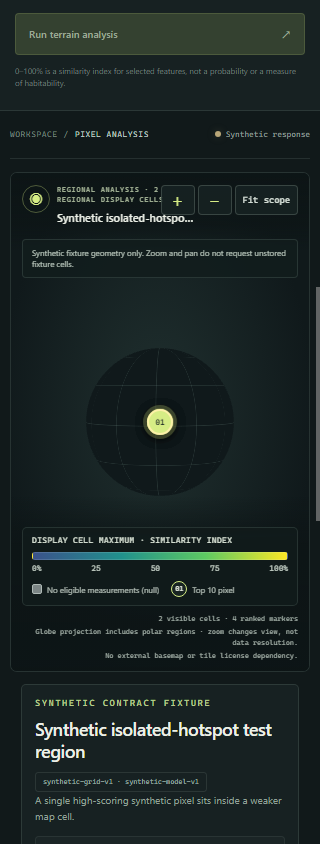 Run terrain analysis ↗
0–100% is a similarity index for selected features, not a probability or a measure
of habitability.
WORKSPACE / PIXEL ANALYSIS
Synthetic response
REGIONAL ANALYSIS · 2
REGIONAL DISPLAY CELLS
Synthetic isolated-hotspo...
+
−
Fit scope
Synthetic fixture geometry only. Zoom and pan do not request unstored
fixture cells.
01
DISPLAY CELL MAXIMUM · SIMILARITY INDEX
0% 25 50 75 100%
No eligible measurements (null)
01 Top 10 pixel
2 visible cells · 4 ranked markers
Globe projection includes polar regions · zoom changes view, not
data resolution.
No external basemap or tile license dependency.
SYNTHETIC CONTRACT FIXTURE
Synthetic isolated-hotspot test
region
synthetic-grid-v1 · synthetic-model-v1
A single high-scoring synthetic pixel sits inside a weaker
map cell.